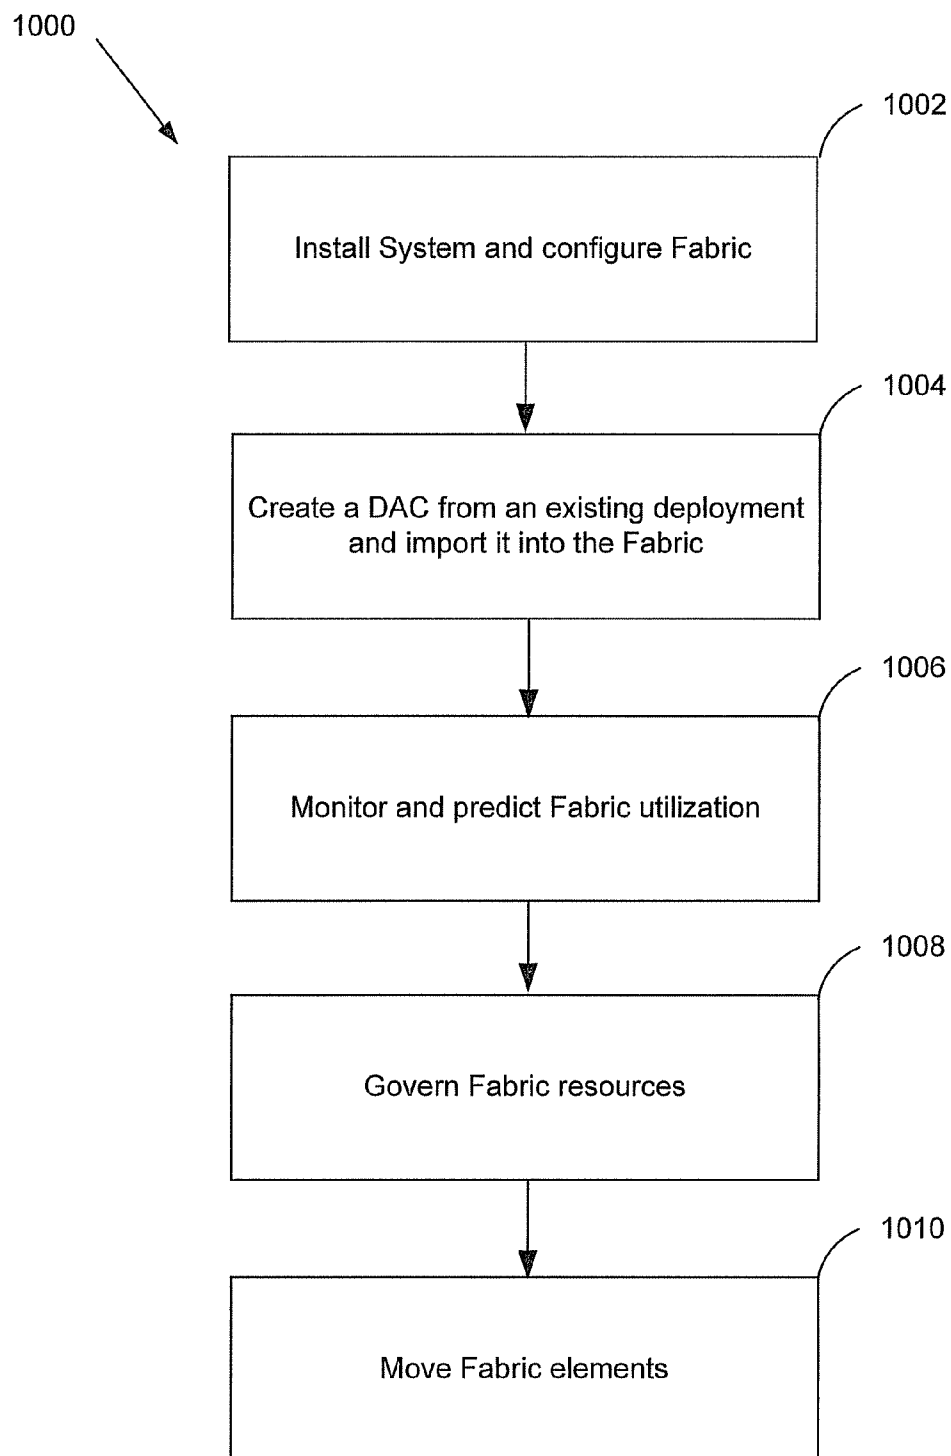 1000
1002
Install System and configure Fabric
1004
Create a DAC from an existing deployment
and import it into the Fabric
1006
Monitor and predict Fabric utilization
1008
Govern Fabric resources
1010
Move Fabric elements